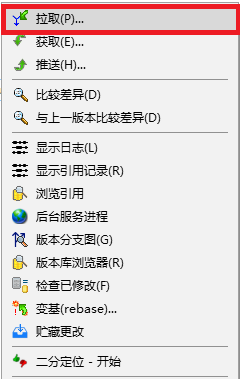 拉取(P)...
获取(E)...
推送(H)...
比较差异(D)
与上一版本比较差异(D)
显示日志(L)
显示引用记录(R)
浏览引用
后台服务进程
版本分支图(G)
版本库浏览器(R)
检查已修改(F)
变基(rebase)...
贮藏更改
二分定位 - 开始